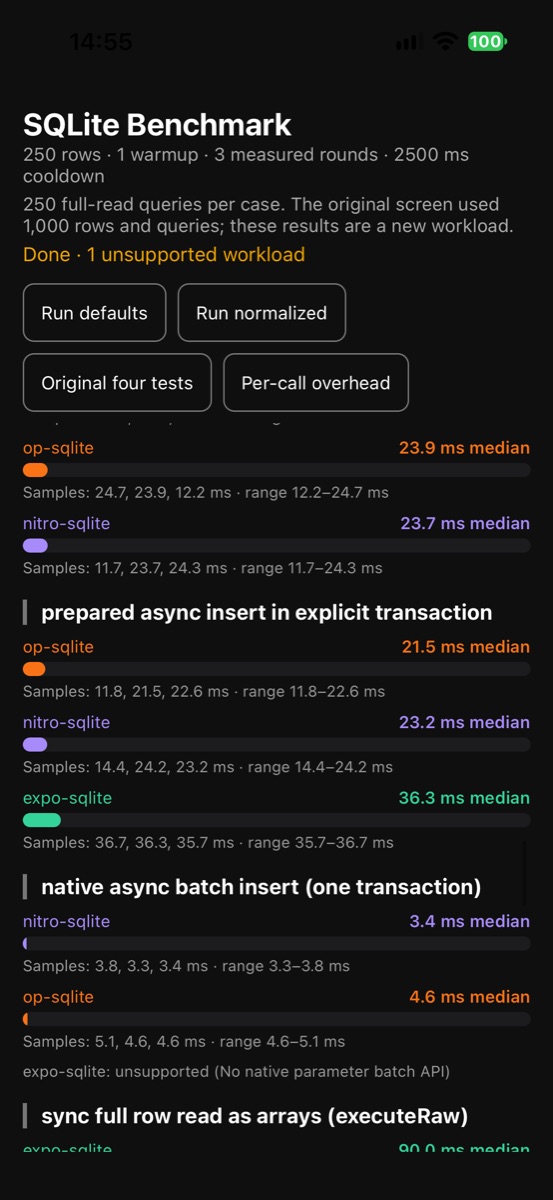 14:55
100
SQLite Benchmark
250 rows · 1 warmup · 3 measured rounds · 2500 ms
cooldown
250 full-read queries per case. The original screen used
1,000 rows and queries; these results are a new workload.
Done · 1 unsupported workload
Run defaults
Run normalized
Original four tests
Per-call overhead
op-sqlite 23.9 ms median
Samples: 24.7, 23.9, 12.2 ms · range 12.2–24.7 ms
nitro-sqlite 23.7 ms median
Samples: 11.7, 23.7, 24.3 ms · range 11.7–24.3 ms
prepared async insert in explicit transaction
op-sqlite 21.5 ms median
Samples: 11.8, 21.5, 22.6 ms · range 11.8–22.6 ms
nitro-sqlite 23.2 ms median
Samples: 14.4, 24.2, 23.2 ms · range 14.4–24.2 ms
expo-sqlite 36.3 ms median
Samples: 36.7, 36.3, 35.7 ms · range 35.7–36.7 ms
native async batch insert (one transaction)
nitro-sqlite 3.4 ms median
Samples: 3.8, 3.3, 3.4 ms · range 3.3–3.8 ms
op-sqlite 4.6 ms median
Samples: 5.1, 4.6, 4.6 ms · range 4.6–5.1 ms
expo-sqlite: unsupported (No native parameter batch API)
sync full row read as arrays (executeRaw)
expo-sqlite 90.0 ms median